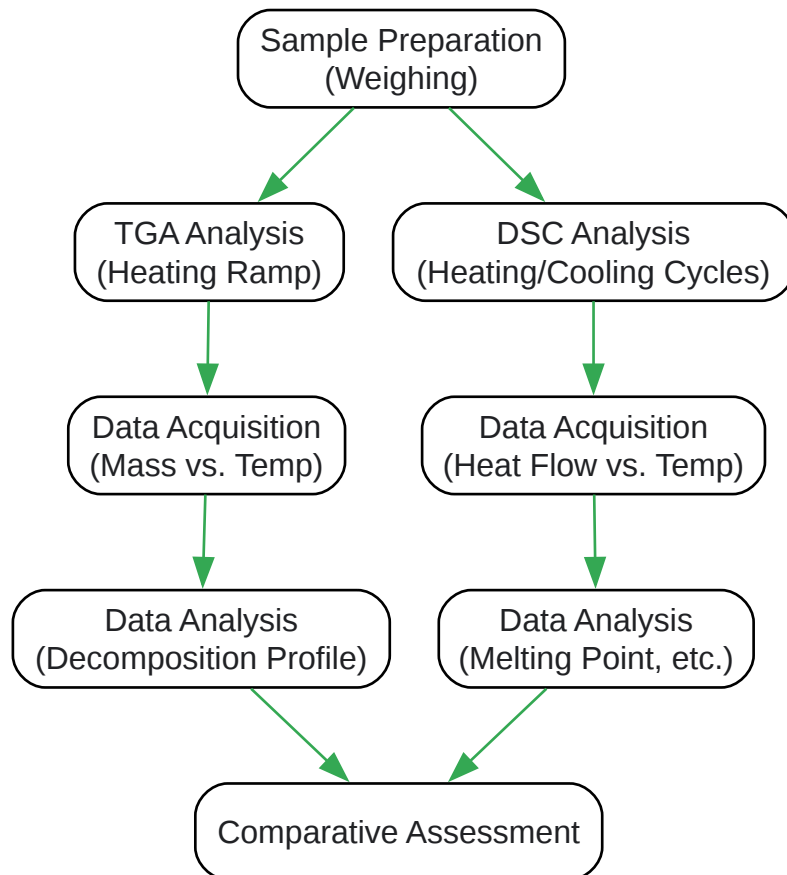 Sample Preparation
(Weighing)
TGA Analysis
(Heating Ramp)
DSC Analysis
(Heating/Cooling Cycles)
Data Acquisition
(Mass vs. Temp)
Data Acquisition
(Heat Flow vs. Temp)
Data Analysis
(Decomposition Profile)
Data Analysis
(Melting Point, etc.)
Comparative Assessment